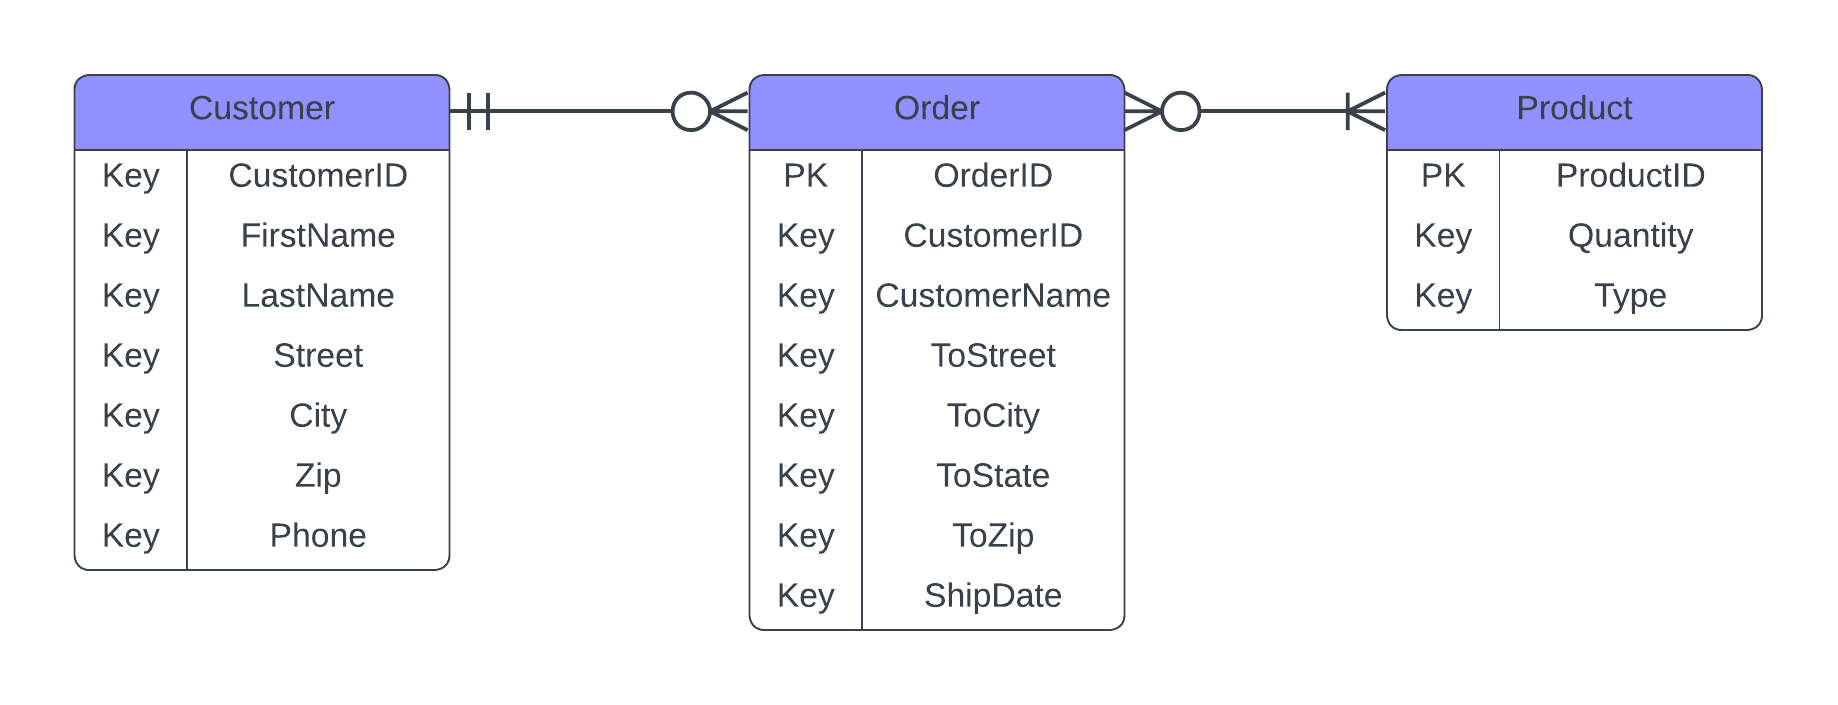 Customer
Key CustomerID
Key FirstName
Key LastName
Key Street
Key City
Key Zip
Key Phone
Order
PK OrderID
Key CustomerID
Key CustomerName
Key ToStreet
Key ToCity
Key ToState
Key ToZip
Key ShipDate
Product
PK ProductID
Key Quantity
Key Type